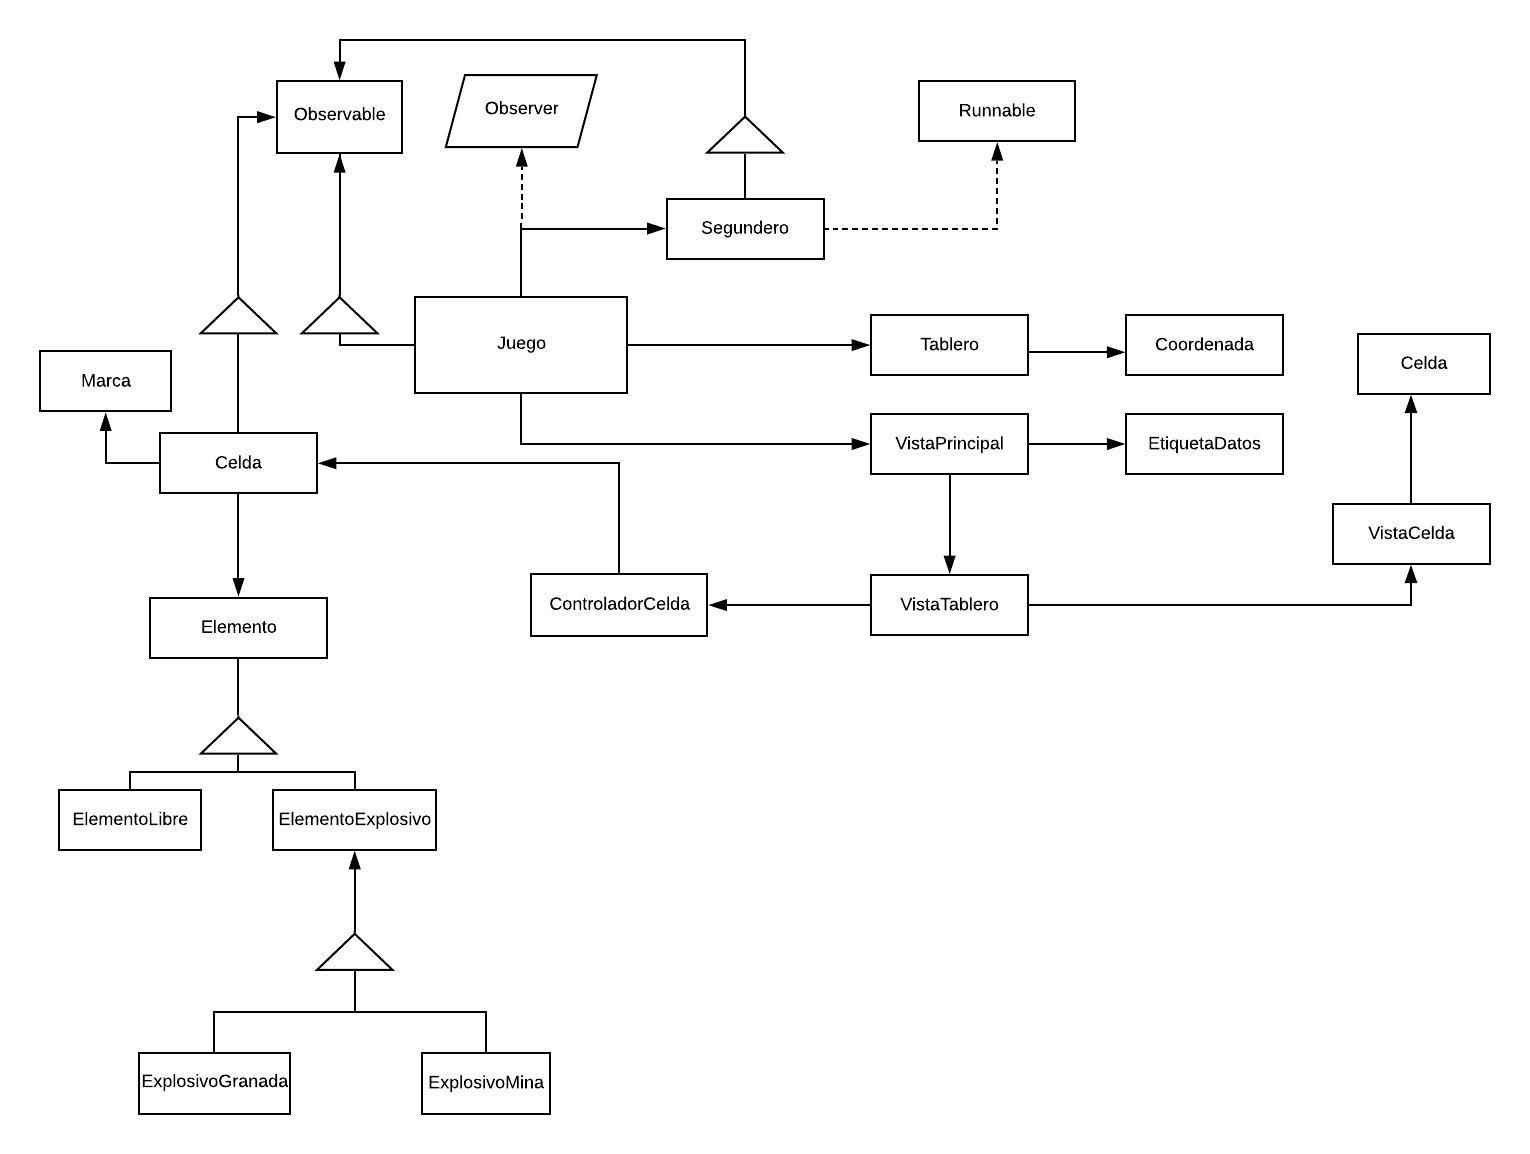 Observable
Observer
Runnable
Segundero
Juego
Tablero
Coordenada
Celda
Marca
VistaPrincipal
EtiquetaDatos
Celda
VistaCelda
ControladorCelda
VistaTablero
Elemento
ElementoLibre
ElementoExplosivo
ExplosivoGranada
ExplosivoMina